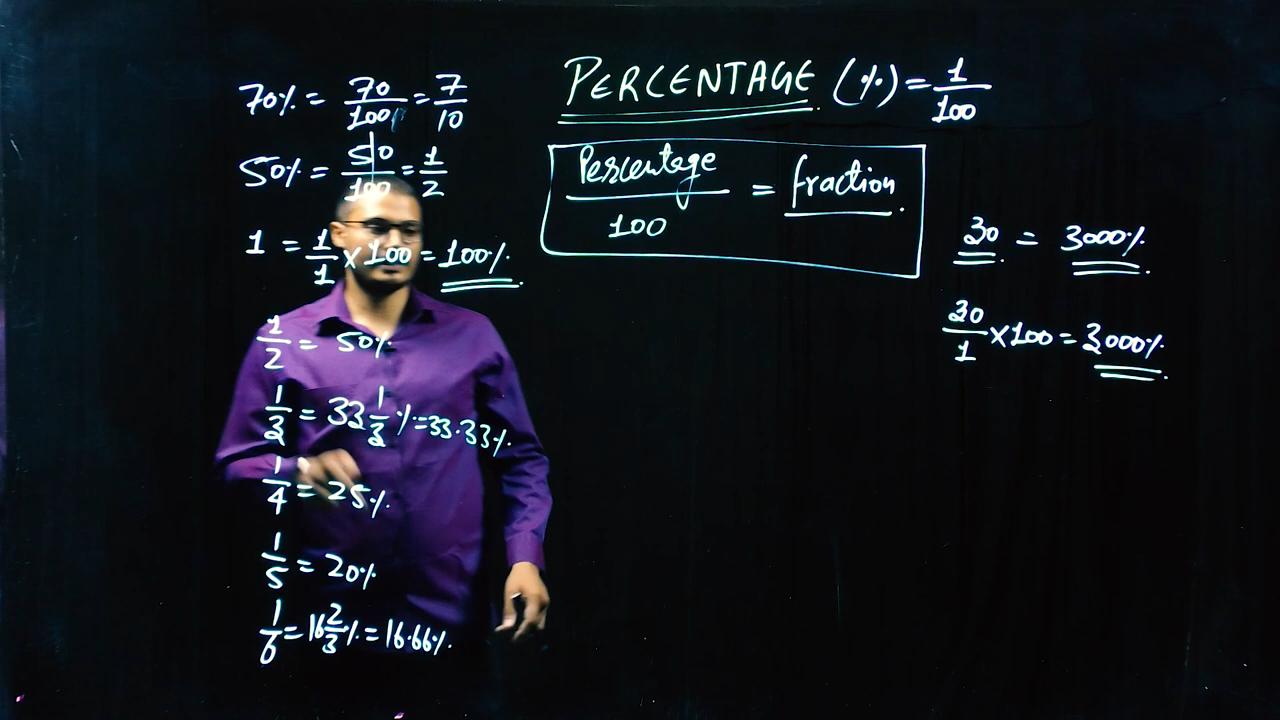 PERCENTAGE (%) = 1/100
70% = 70/100 = 7/10
50% = 50/100 = 1/2
Percentage/100 = fraction.
1 = 1/1 × 100 = 100%.
30 = 3000%.
30/1 × 100 = 3000%.
1/2 = 50%
1/3 = 33 1/3 % = 33.33%.
1/4 = 25%
1/5 = 20%
1/6 = 16 2/3 % = 16.66%.